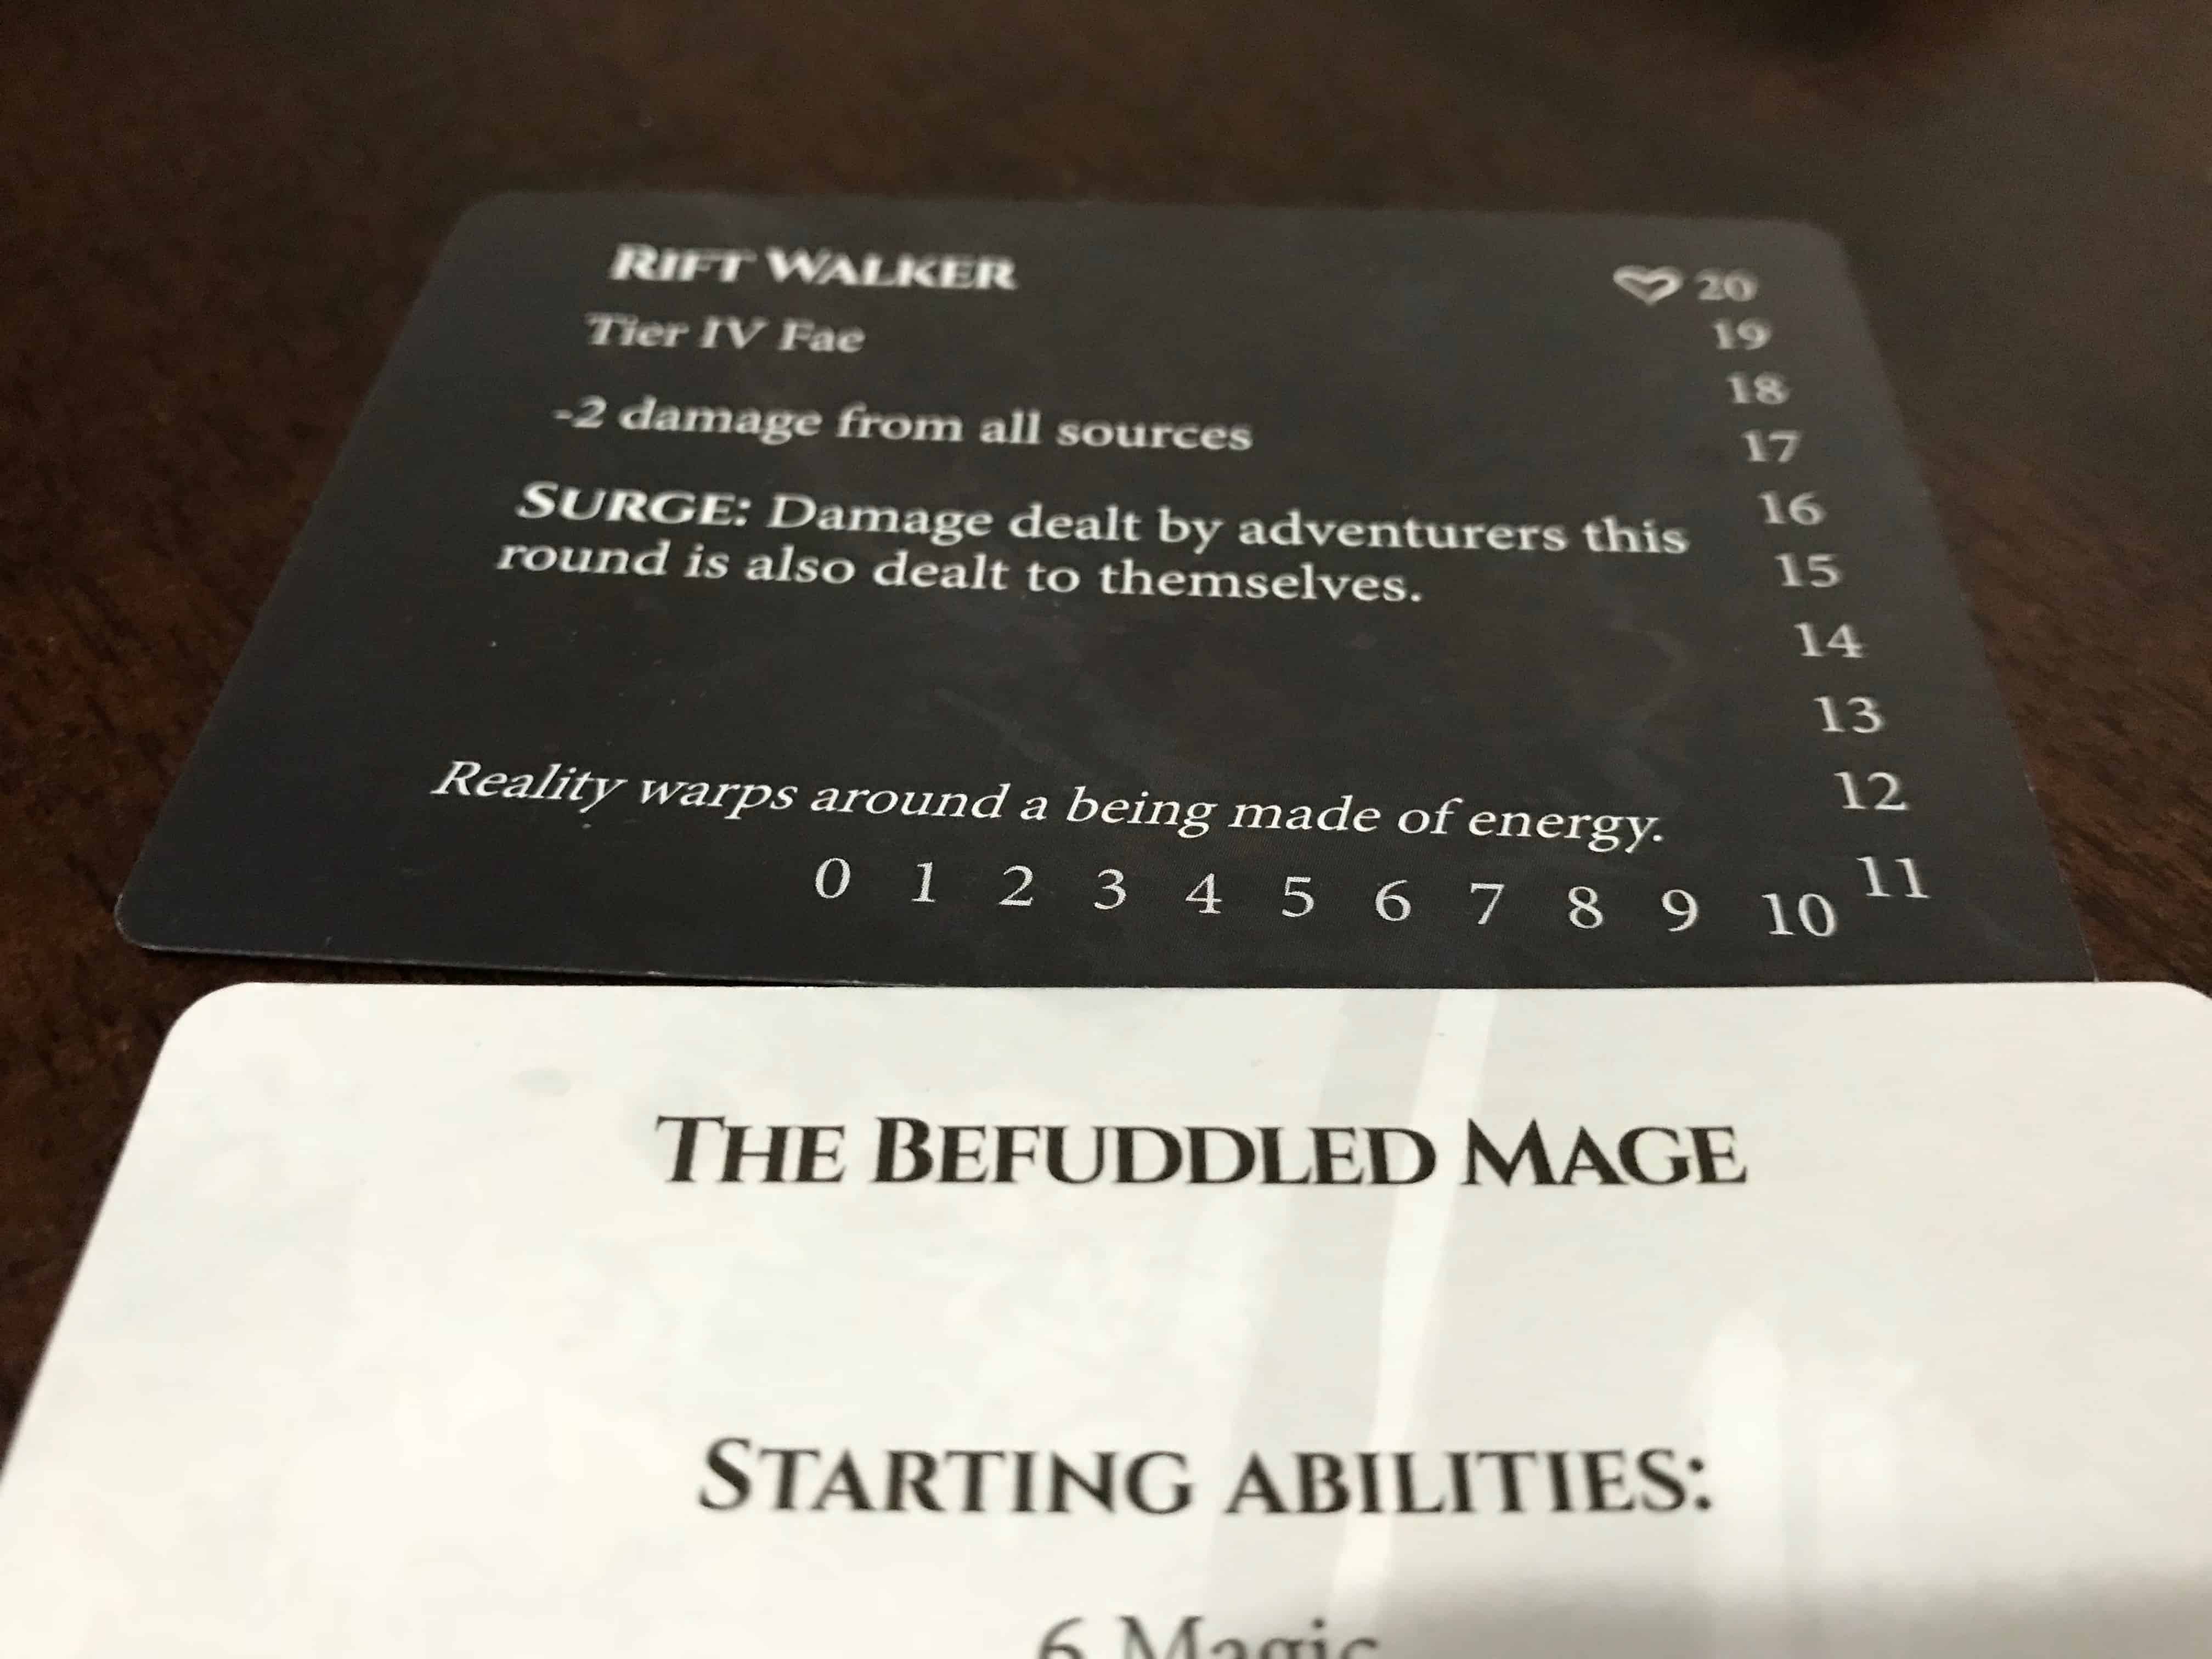 RIFT WALKER
♡ 20
Tier IV Fae
19
18
-2 damage from all sources
17
SURGE: Damage dealt by adventurers this
16
round is also dealt to themselves.
15
14
13
Reality warps around a being made of energy.
12
11
0 1 2 3 4 5 6 7 8 9 10
THE BEFUDDLED MAGE
STARTING ABILITIES:
6 Magic